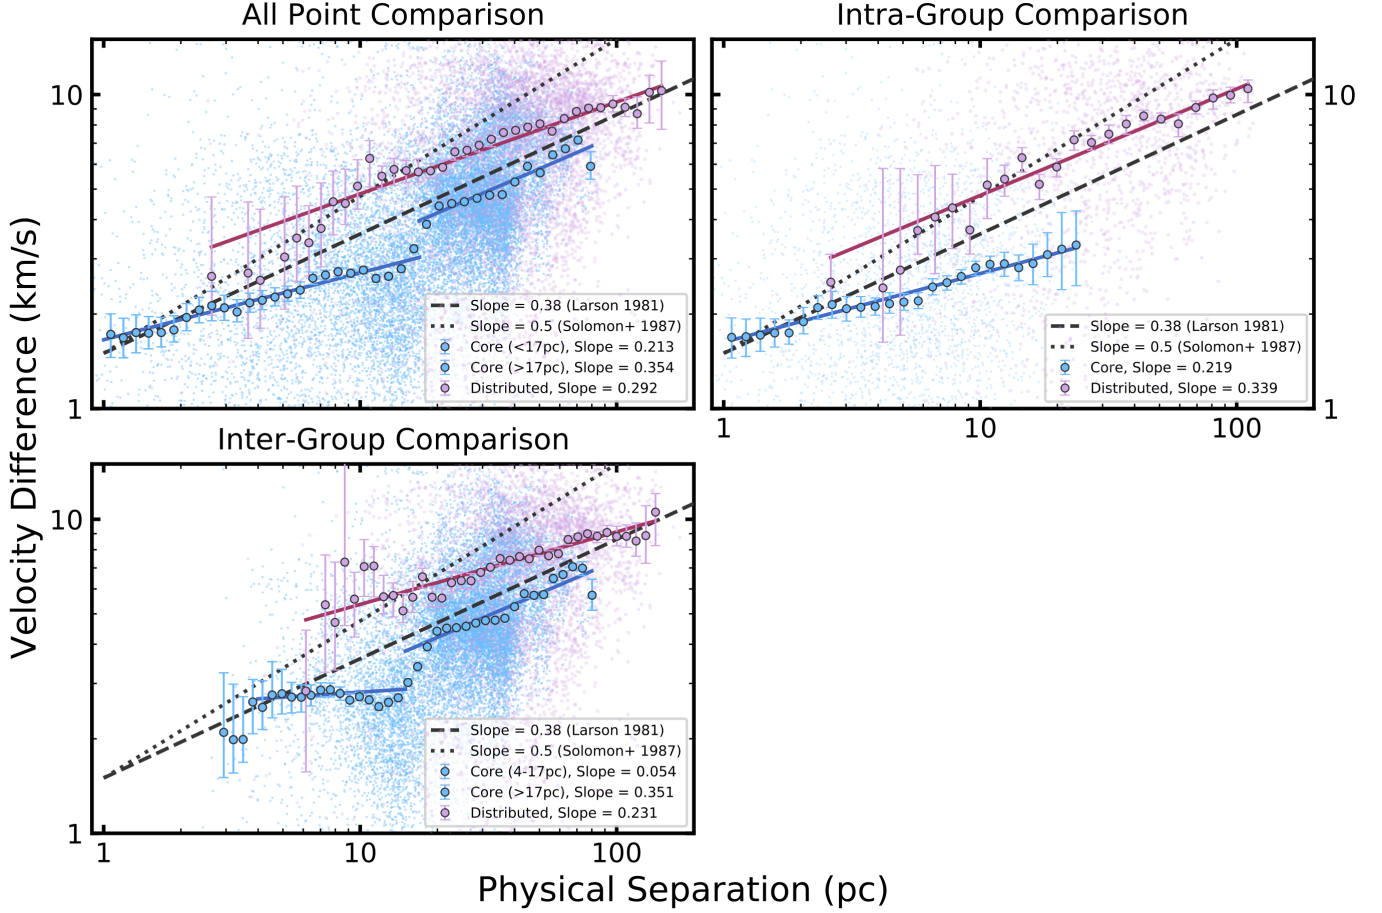 All Point Comparison
Intra-Group Comparison
10
1
Slope = 0.38 (Larson 1981)
Slope = 0.5 (Solomon+ 1987)
Core (<17pc), Slope = 0.213
Core (>17pc), Slope = 0.354
Distributed, Slope = 0.292
Slope = 0.38 (Larson 1981)
Slope = 0.5 (Solomon+ 1987)
Core, Slope = 0.219
Distributed, Slope = 0.339
10
1
1
10
100
Inter-Group Comparison
10
1
Slope = 0.38 (Larson 1981)
Slope = 0.5 (Solomon+ 1987)
Core (4-17pc), Slope = 0.054
Core (>17pc), Slope = 0.351
Distributed, Slope = 0.231
1
10
100
Velocity Difference (km/s)
Physical Separation (pc)